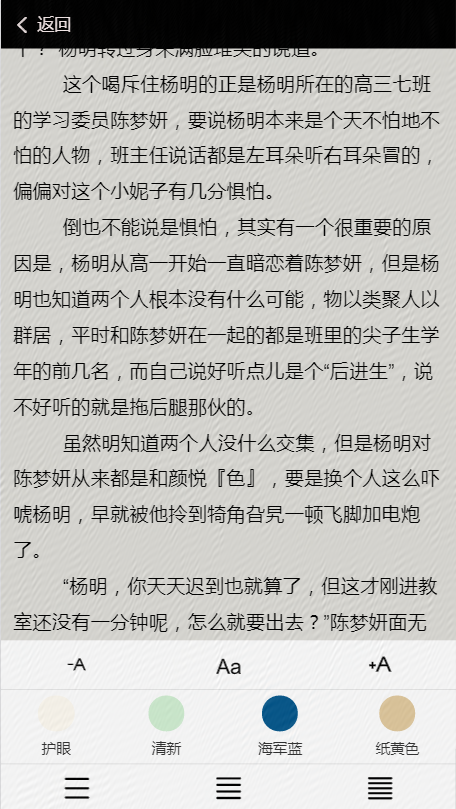 返回
个？”杨明转过身来满脸堆笑的说道。
这个喝斥住杨明的正是杨明所在的高三七班
的学习委员陈梦妍，要说杨明本来是个天不怕地不
怕的人物，班主任说话都是左耳朵听右耳朵冒的，
偏偏对这个小妮子有几分惧怕。
倒也不能说是惧怕，其实有一个很重要的原
因是，杨明从高一开始一直暗恋着陈梦妍，但是杨
明也知道两个人根本没有什么可能，物以类聚人以
群居，平时和陈梦妍在一起的都是班里的尖子生学
年的前几名，而自己说好听点儿是个“后进生”，说
不好听的就是拖后腿那伙的。
虽然明知道两个人没什么交集，但是杨明对
陈梦妍从来都是和颜悦『色』，要是换个人这么吓
唬杨明，早就被他拎到犄角旮旯一顿飞脚加电炮
了。
“杨明，你天天迟到也就算了，但这才刚进教
室还没有一分钟呢，怎么就要出去？”陈梦妍面无
-A Aa +A
护眼 清新 海军蓝 纸黄色